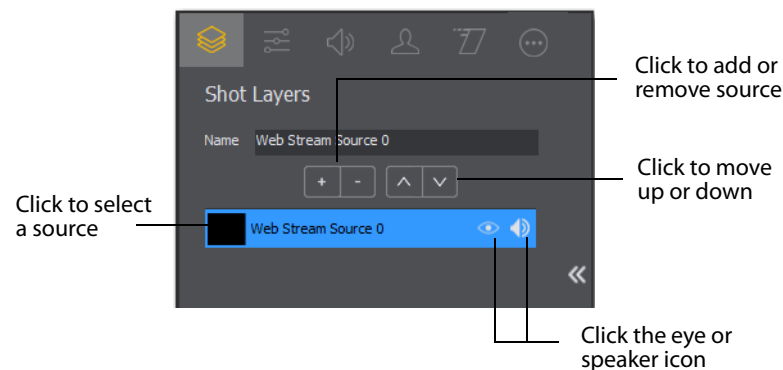 Shot Layers
Name Web Stream Source 0
+ -
Click to add or
remove source
Click to move
up or down
Click to select
a source
Web Stream Source 0
Click the eye or
speaker icon